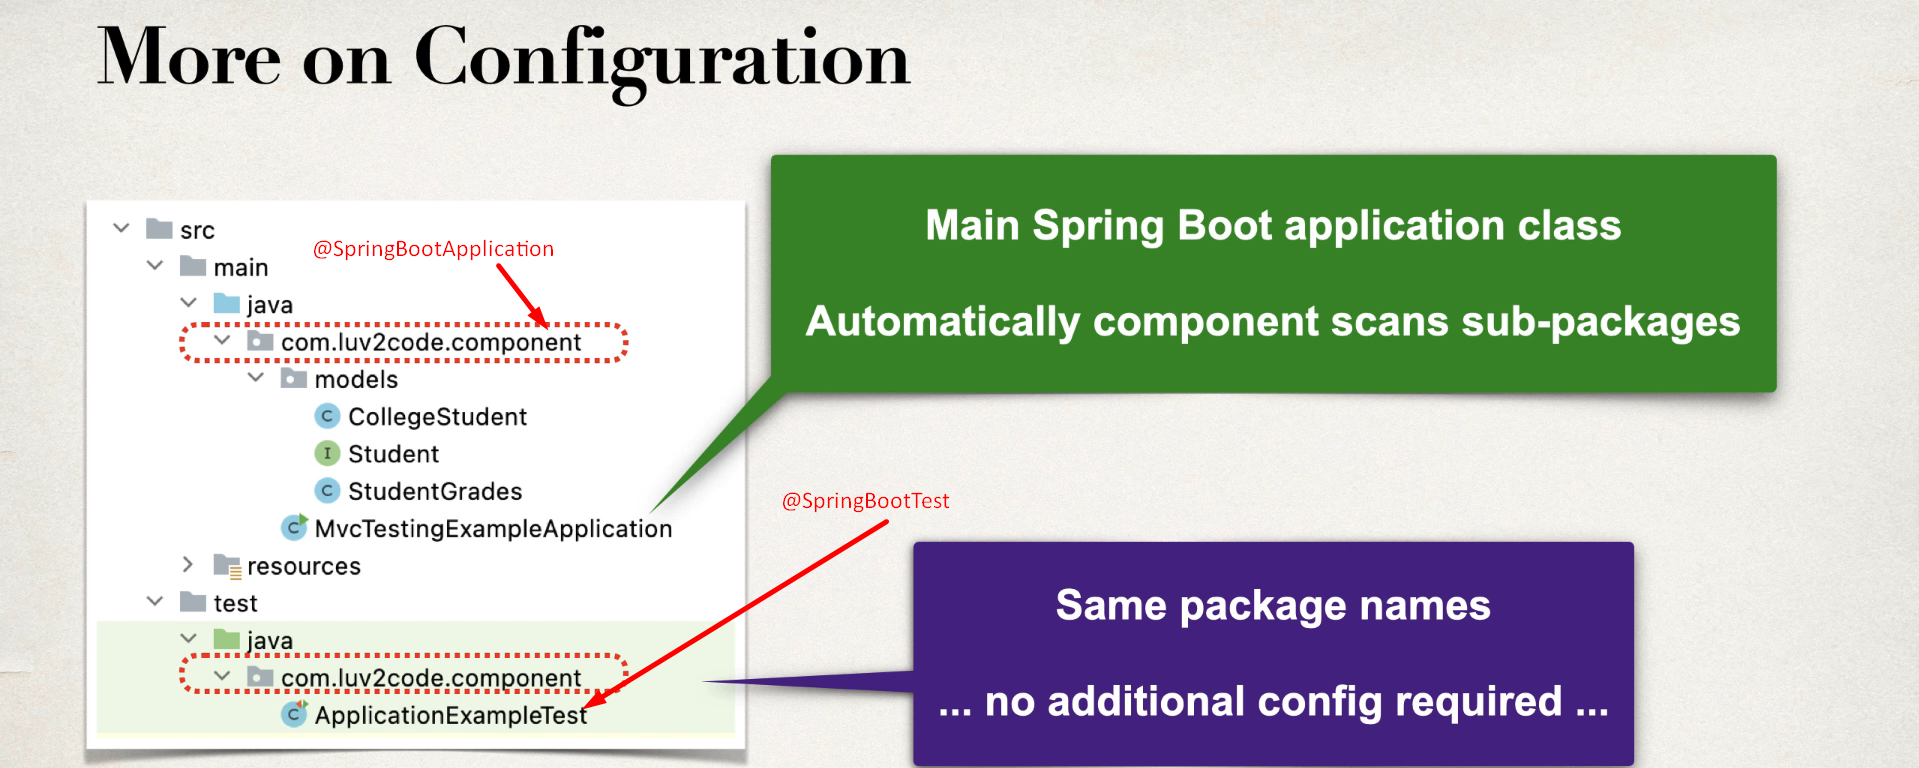 More on Configuration
src
main
@SpringBootApplication
java
com.luv2code.component
models
CollegeStudent
Student
StudentGrades
MvcTestingExampleApplication
resources
test
java
com.luv2code.component
ApplicationExampleTest
Main Spring Boot application class
Automatically component scans sub-packages
@SpringBootTest
Same package names
... no additional config required ...